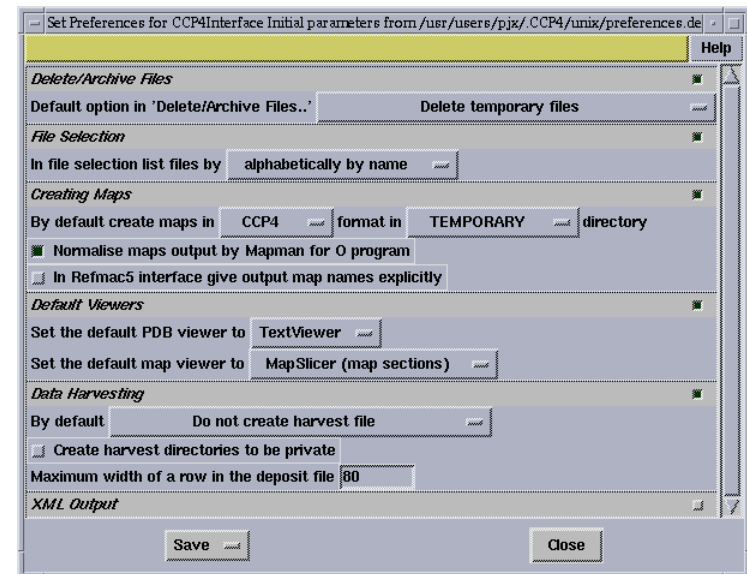 Set Preferences for CCP4Interface Initial parameters from /usr/users/pjx/.CCP4/unix/preferences.de
Help
Delete/Archive Files
Default option in 'Delete/Archive Files..' Delete temporary files
File Selection
In file selection list files by alphabetically by name
Creating Maps
By default create maps in CCP4 format in TEMPORARY directory
Normalise maps output by Mapman for O program
In Refmac5 interface give output map names explicitly
Default Viewers
Set the default PDB viewer to TextViewer
Set the default map viewer to MapSlicer (map sections)
Data Harvesting
By default Do not create harvest file
Create harvest directories to be private
Maximum width of a row in the deposit file 80
XML Output
Save Close